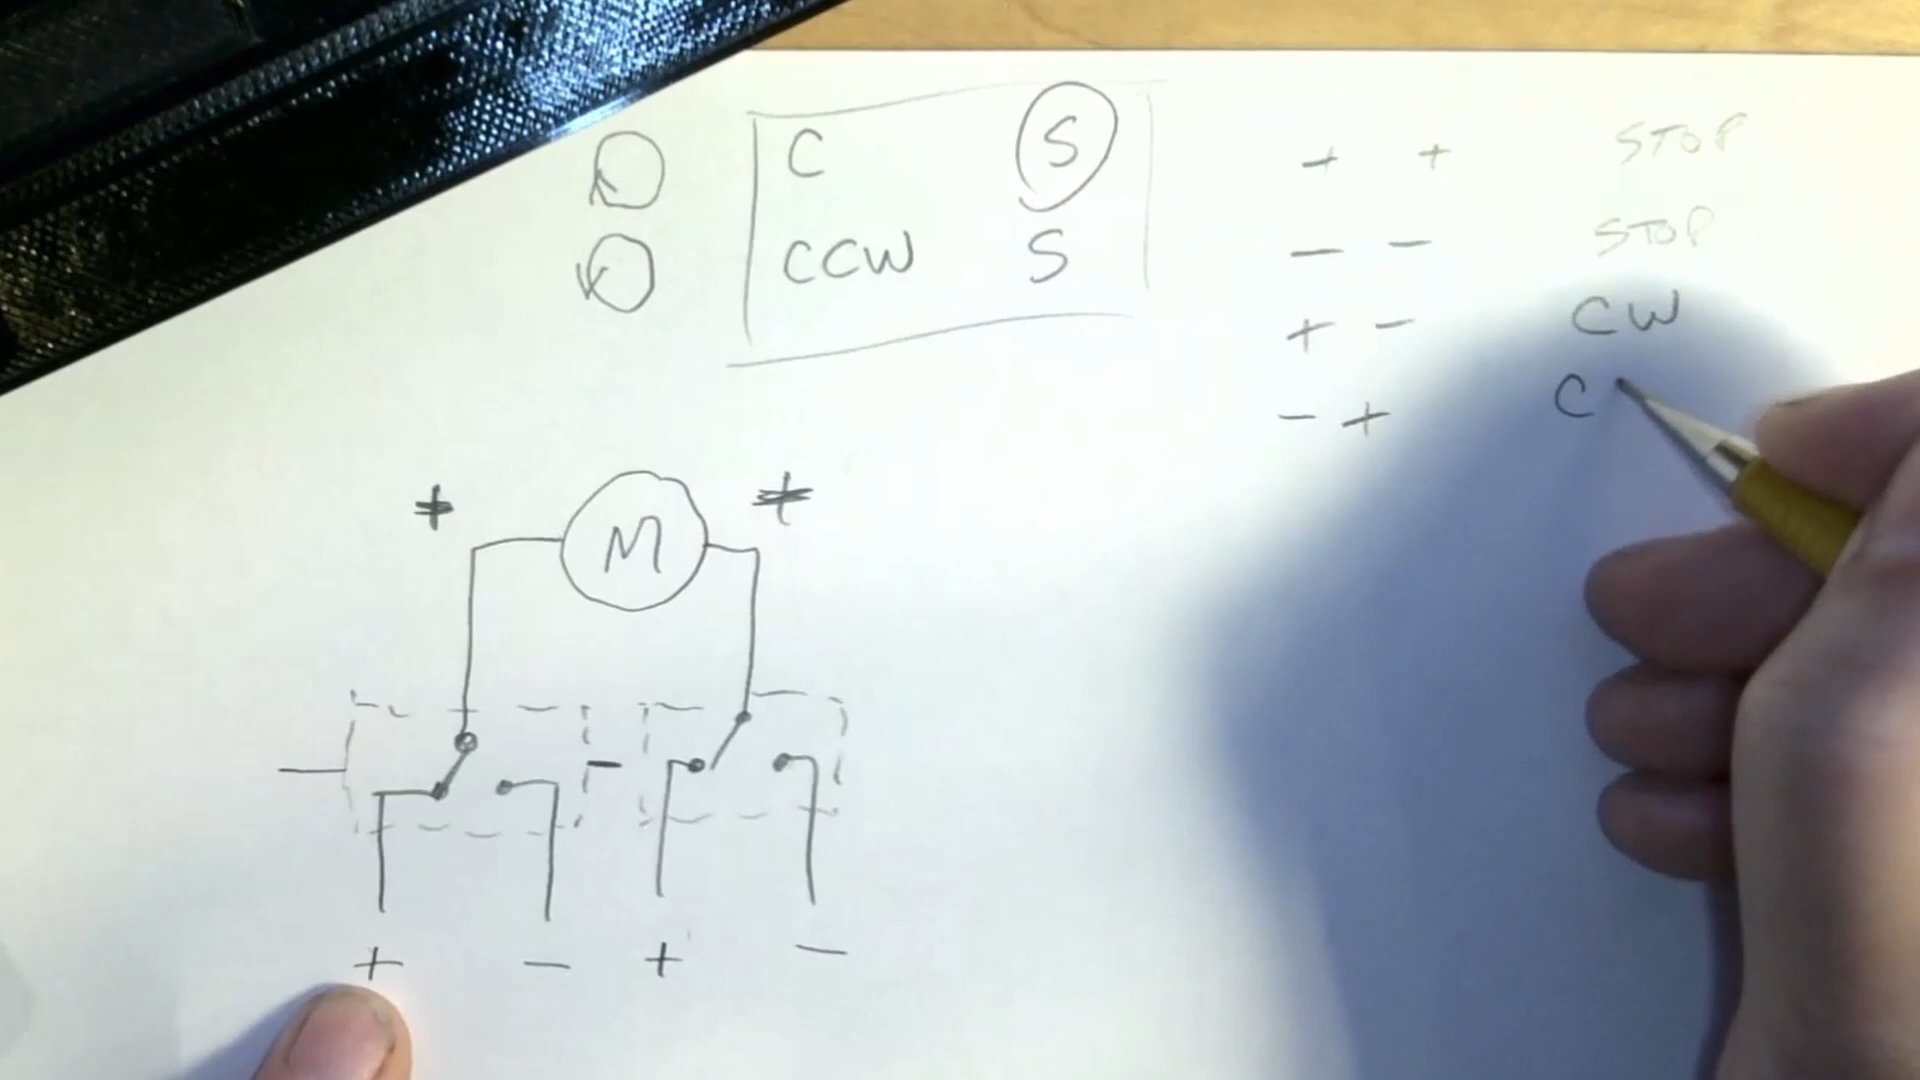 C S
CCW S
+ + STOP
- - STOP
+ - CW
- + C
M
+ - + -